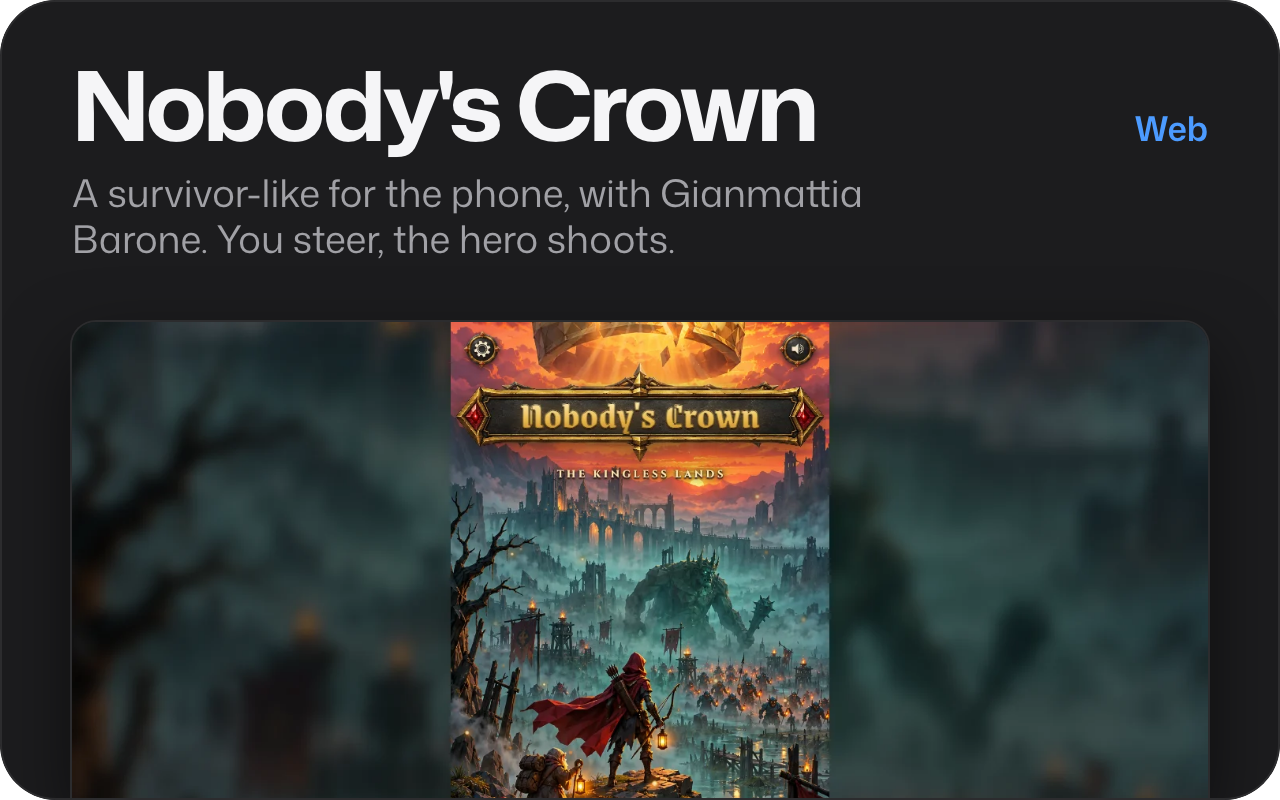 Nobody's Crown
Web
A survivor-like for the phone, with Gianmattia
Barone. You steer, the hero shoots.
Nobody's Crown
THE KINGLESS LANDS